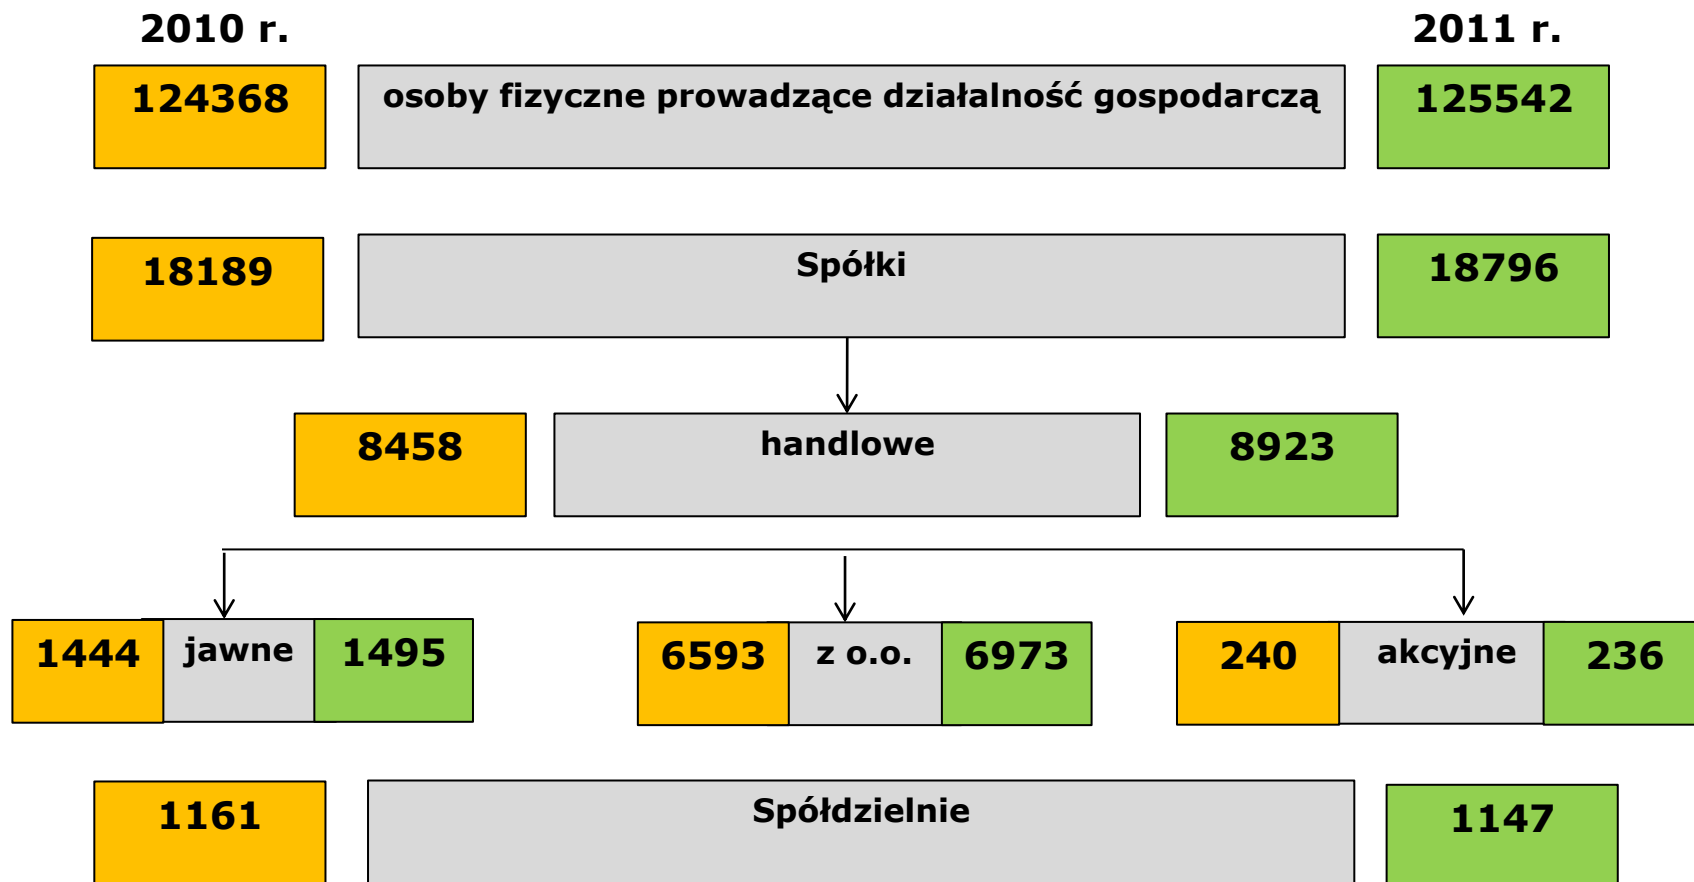 2010 r.
2011 r.
124368
osoby fizyczne prowadzące działalność gospodarczą
125542
18189
Spółki
18796
8458
handlowe
8923
1444
jawne
1495
6593
z o.o.
6973
240
akcyjne
236
1161
Spółdzielnie
1147